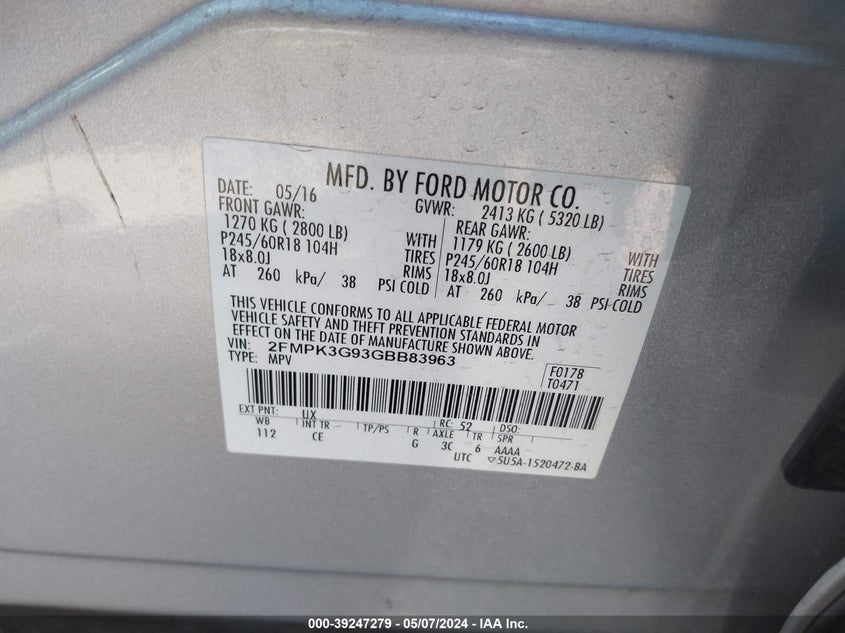 MFD. BY FORD MOTOR CO.
DATE: 05/16 GVWR: 2413 KG ( 5320 LB)
FRONT GAWR: REAR GAWR:
1270 KG ( 2800 LB) WITH 1179 KG ( 2600 LB) WITH
P245/60R18 104H TIRES P245/60R18 104H TIRES
18x8.0J RIMS 18x8.0J RIMS
AT 260 kPa/ 38 PSI COLD AT 260 kPa/ 38 PSI COLD
THIS VEHICLE CONFORMS TO ALL APPLICABLE FEDERAL MOTOR
VEHICLE SAFETY AND THEFT PREVENTION STANDARDS IN
EFFECT ON THE DATE OF MANUFACTURE SHOWN ABOVE.
VIN: 2FMPK3G93GBB83963
TYPE: MPV
F0178
T0471
EXT PNT: UX RC: 52 DSO:
WB INT TR TP/PS R AXLE TR SPR
112 CE G 3C 6 AAAA
UTC ▽5U5A-1520472-BA
000-39247279 - 05/07/2024 - IAA Inc.